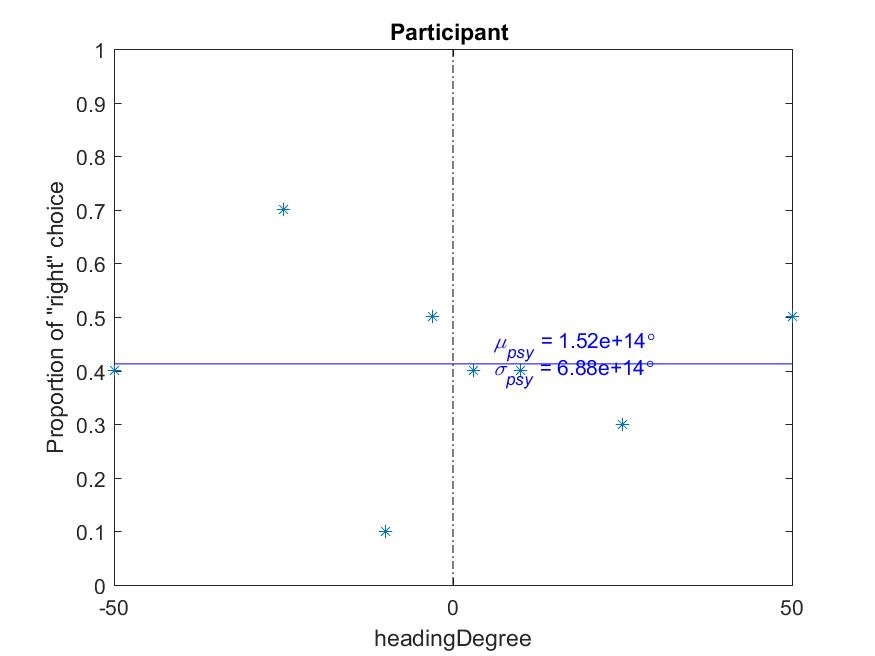 Participant
1
0.9
0.8
0.7
0.6
0.5
0.4
0.3
0.2
0.1
0
Proportion of "right" choice
μpsy = 1.52e+14°
σpsy = 6.88e+14°
-50
0
50
headingDegree